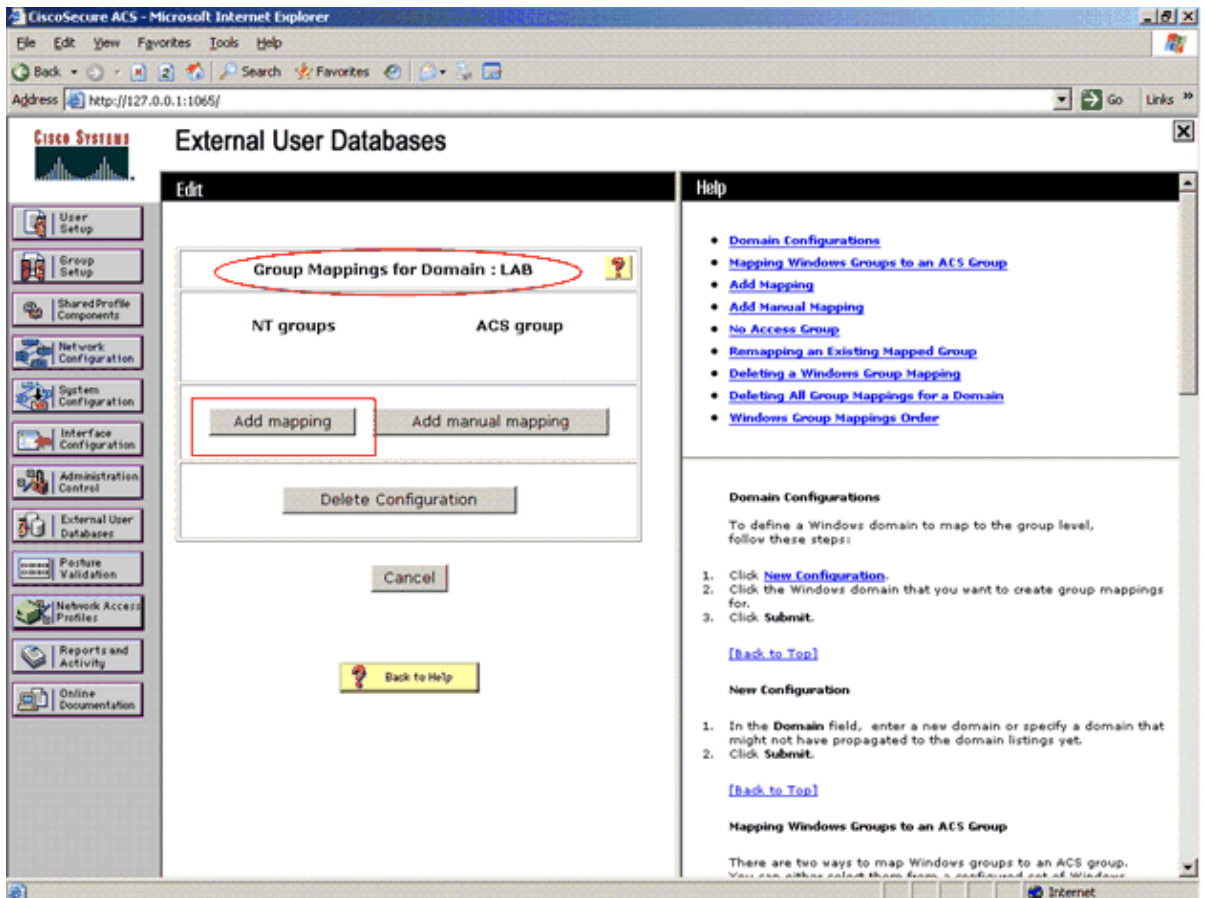 CiscoSecure ACS - Microsoft Internet Explorer
File Edit View Favorites Tools Help
Back Search Favorites
Address http://127.0.0.1:1065/ Go Links »
CISCO SYSTEMS
External User Databases
Edit
Help
User Setup
Group Setup
Shared Profile Components
Network Configuration
System Configuration
Interface Configuration
Administration Control
External User Databases
Posture Validation
Network Access Profiles
Reports and Activity
Online Documentation
Group Mappings for Domain : LAB
NT groups ACS group
Add mapping Add manual mapping
Delete Configuration
Cancel
Back to Help
• Domain Configurations
• Mapping Windows Groups to an ACS Group
• Add Mapping
• Add Manual Mapping
• No Access Group
• Remapping an Existing Mapped Group
• Deleting a Windows Group Mapping
• Deleting All Group Mappings for a Domain
• Windows Group Mappings Order
Domain Configurations
To define a Windows domain to map to the group level,
follow these steps:
1. Click New Configuration.
2. Click the Windows domain that you want to create group mappings
for.
3. Click Submit.
[Back to Top]
New Configuration
1. In the Domain field, enter a new domain or specify a domain that
might not have propagated to the domain listings yet.
2. Click Submit.
[Back to Top]
Mapping Windows Groups to an ACS Group
There are two ways to map Windows groups to an ACS group.
You can either select them from a configured set of Windows
Internet